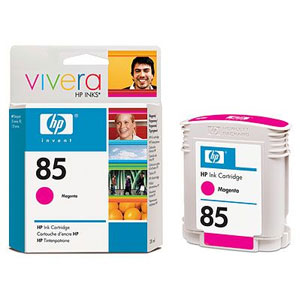 vivera
HP INKS
hp
invent
85
Magenta
HP Ink Cartridge
Cartouche d'encre HP
HP Tintenpatrone
hp
HP Ink Cartridge
Magenta
85